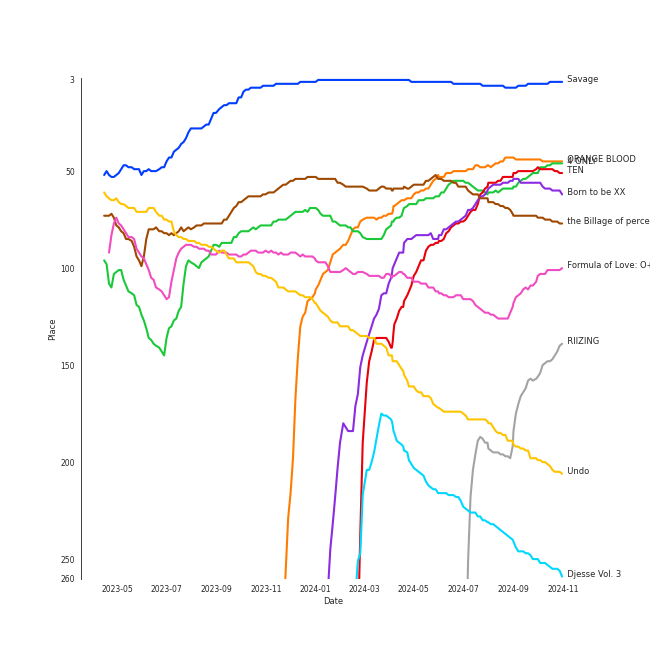 3
50
100
150
200
250
260
Place
2023-05
2023-07
2023-09
2023-11
2024-01
2024-03
2024-05
2024-07
2024-09
2024-11
Date
Savage
ORANGE BLOOD
TEN
Born to be XX
the Billage of perce
Formula of Love: O+
RIIZING
Undo
Djesse Vol. 3